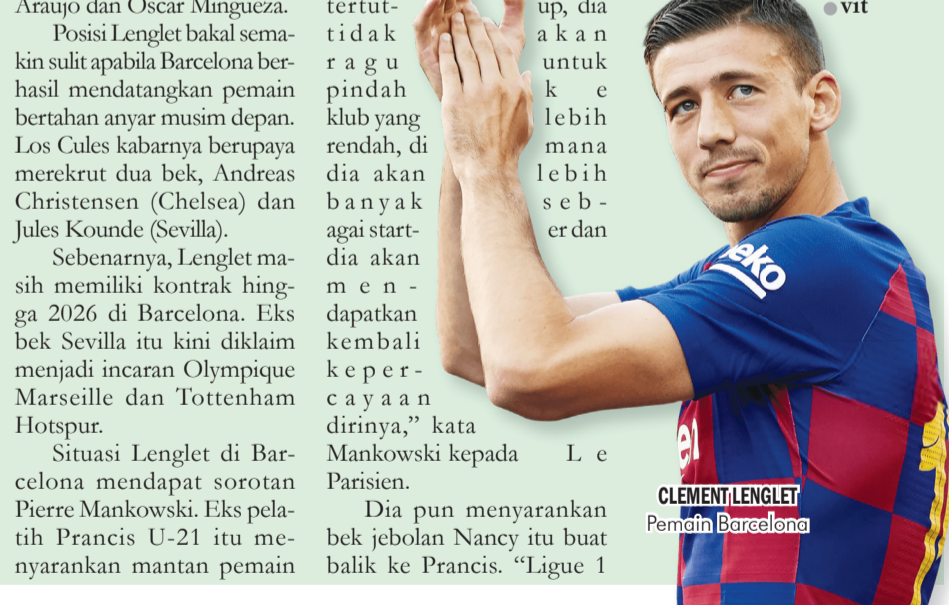 Araujo dan Oscar Mingueza.
Posisi Lenglet bakal sema-
kin sulit apabila Barcelona ber-
hasil mendatangkan pemain
bertahan anyar musim depan.
Los Cules kabarnya berupaya
merekrut dua bek, Andreas
Christensen (Chelsea) dan
Jules Kounde (Sevilla).
Sebenarnya, Lenglet ma-
sih memiliki kontrak hing-
ga 2026 di Barcelona. Eks
bek Sevilla itu kini diklaim
menjadi incaran Olympique
Marseille dan Tottenham
Hotspur.
Situasi Lenglet di Bar-
celona mendapat sorotan
Pierre Mankowski. Eks pela-
tih Prancis U-21 itu me-
nyarankan mantan pemain
tertut- up, dia
tidak akan
ragu untuk
pindah ke
klub yang lebih
rendah, di mana
dia akan lebih
banyak seb-
agai start- er dan
dia akan
men-
dapatkan
kembali
keper-
cayaan
dirinya,” kata
Mankowski kepada Le
Parisien.
Dia pun menyarankan
bek jebolan Nancy itu buat
balik ke Prancis. “Ligue 1
vit
beko
en
CLEMENT LENGLET
Pemain Barcelona